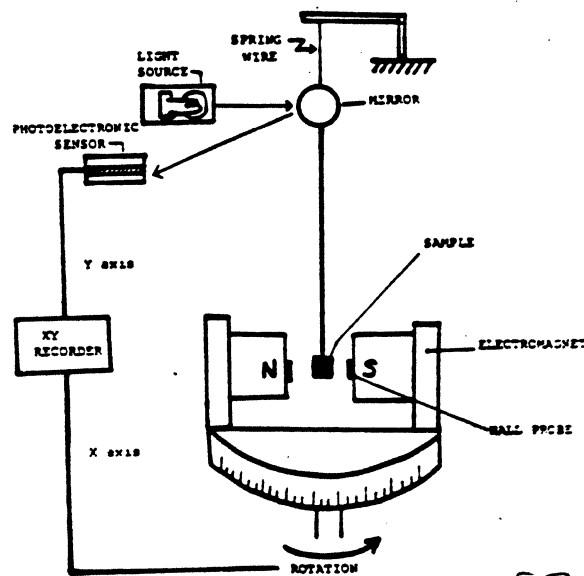 SPRING
WIRE
LIGHT
SOURCE
MIRROR
PHOTOELECTRONIC
SENSOR
SAMPLE
Y axis
XY
RECORDER
ELECTROMAGNET
N
S
HALL PROBE
X axis
ROTATION